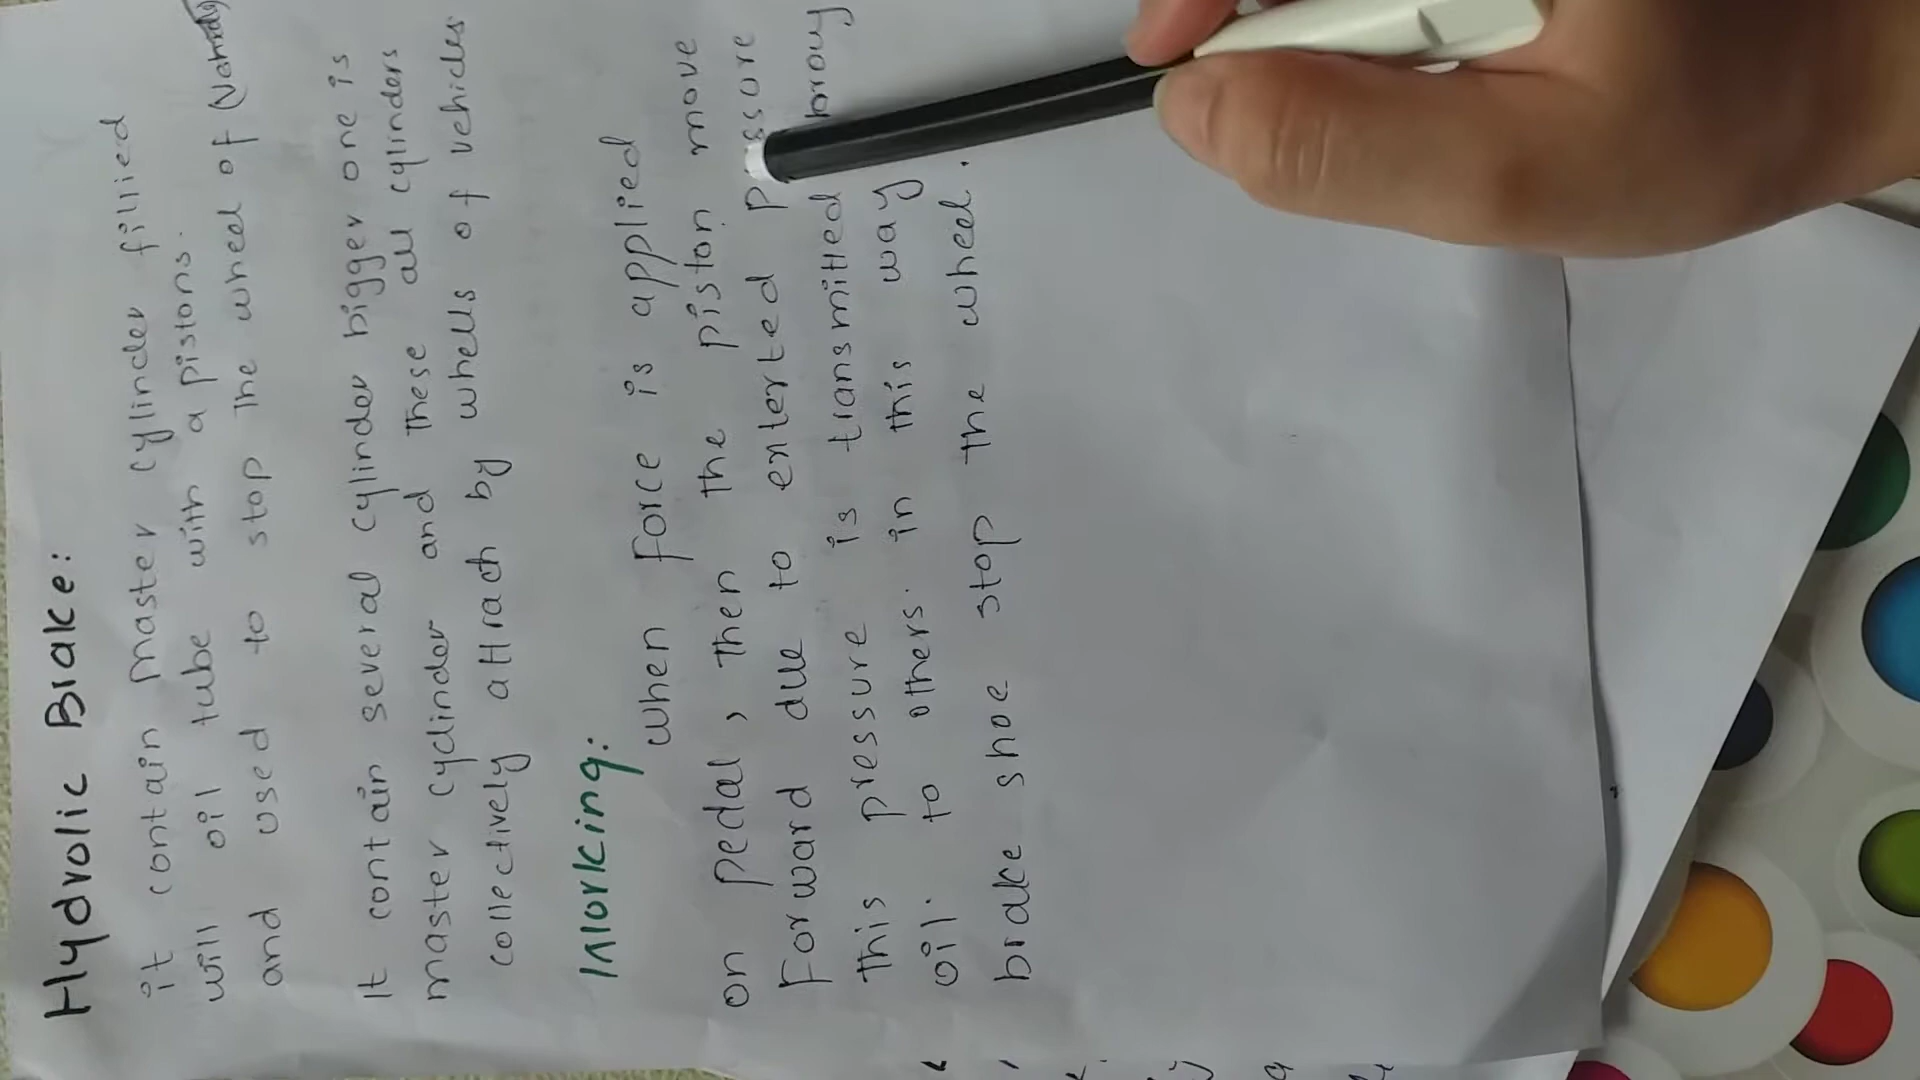 Hydrolic Brake:
it contain master cylinder fillied
will oil tube with a pistons.
and used to stop the wheel of
It contain several cylinder bigger one is
master cyclinder and these all cylinders
collectively attrach by whells of vehicles
Working:
when force is applied
on pedal, then the piston move
Forward due to enterted
This pressure is transmitted
oil. to others. in this way
brake shoe stop the wheel.